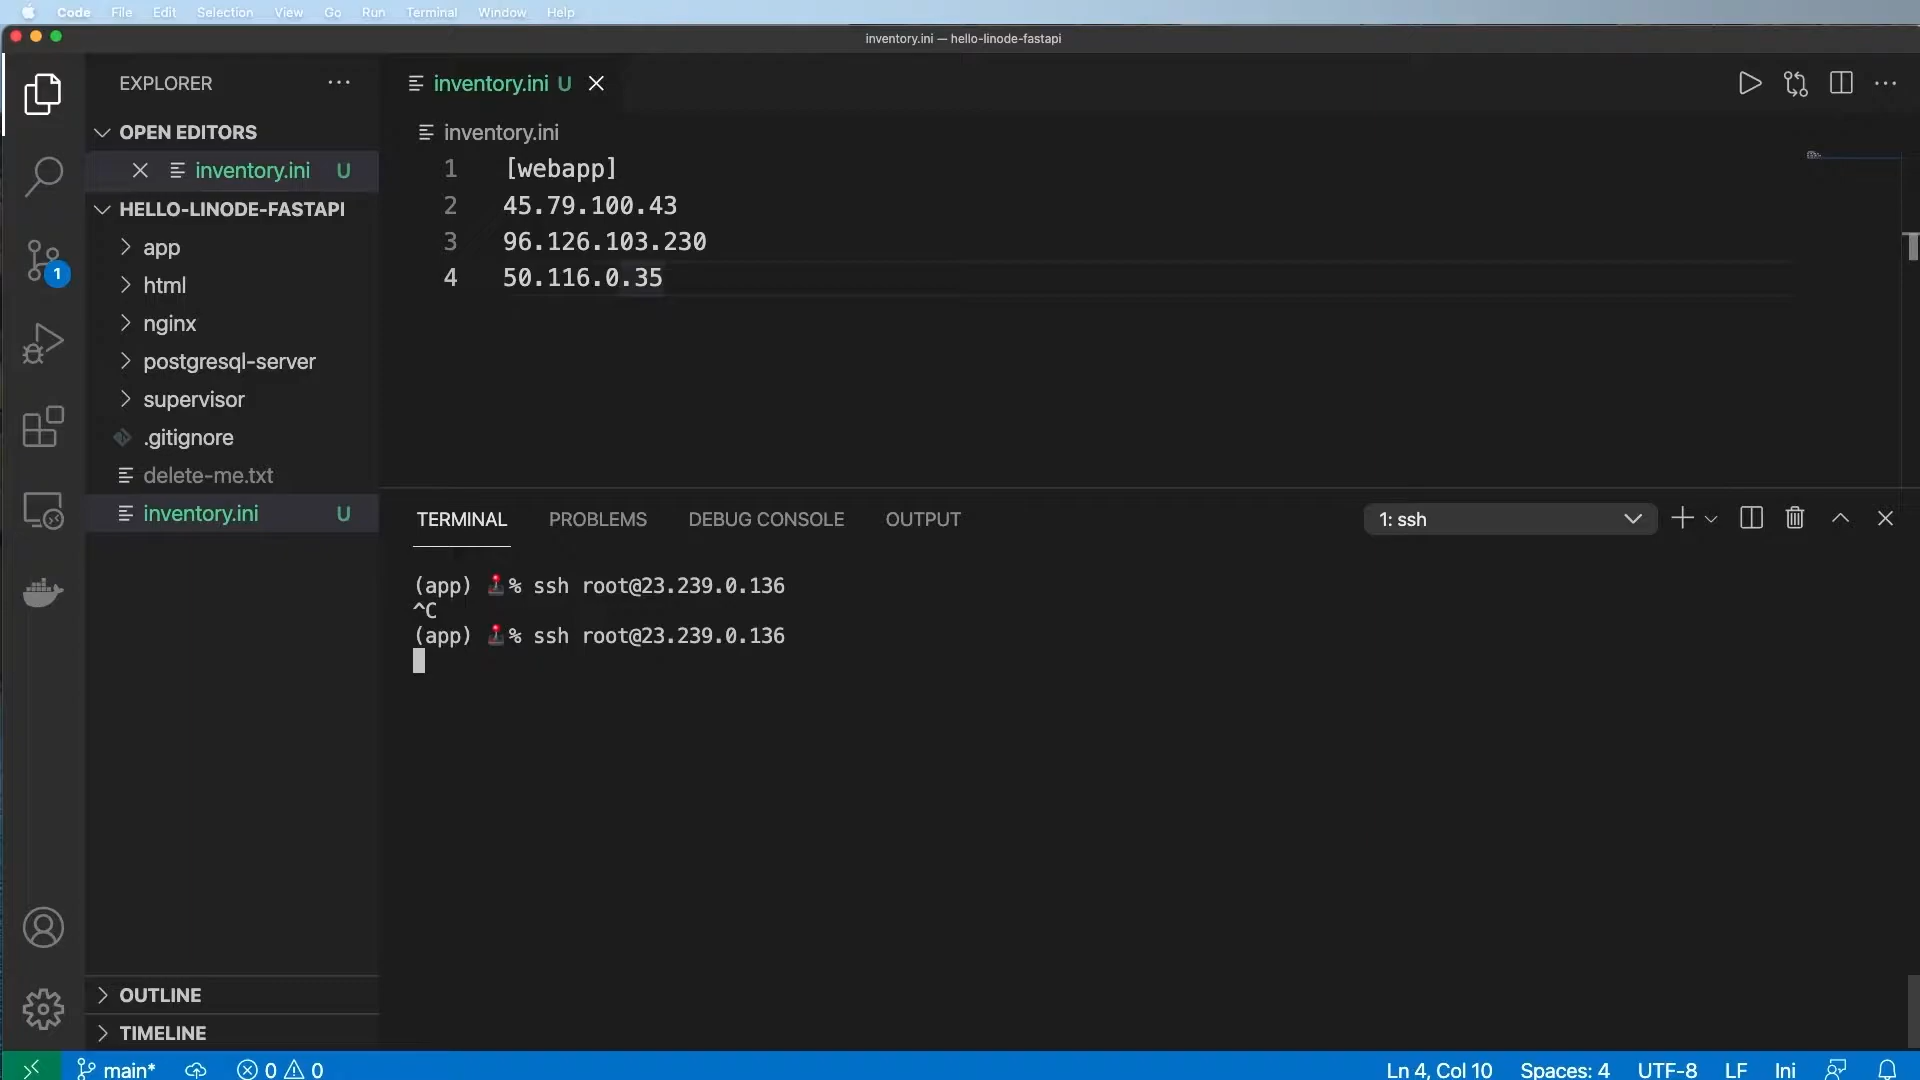 Code File Edit Selection View Go Run Terminal Window Help
inventory.ini — hello-linode-fastapi
EXPLORER
OPEN EDITORS
inventory.ini U
HELLO-LINODE-FASTAPI
app
html
nginx
postgresql-server
supervisor
.gitignore
delete-me.txt
inventory.ini U
OUTLINE
TIMELINE
1
inventory.ini U
inventory.ini
1 [webapp]
2 45.79.100.43
3 96.126.103.230
4 50.116.0.35
TERMINAL PROBLEMS DEBUG CONSOLE OUTPUT
1: ssh
(app) 🕹% ssh root@23.239.0.136
^C
(app) 🕹% ssh root@23.239.0.136
main* 0 0 Ln 4, Col 10 Spaces: 4 UTF-8 LF Ini